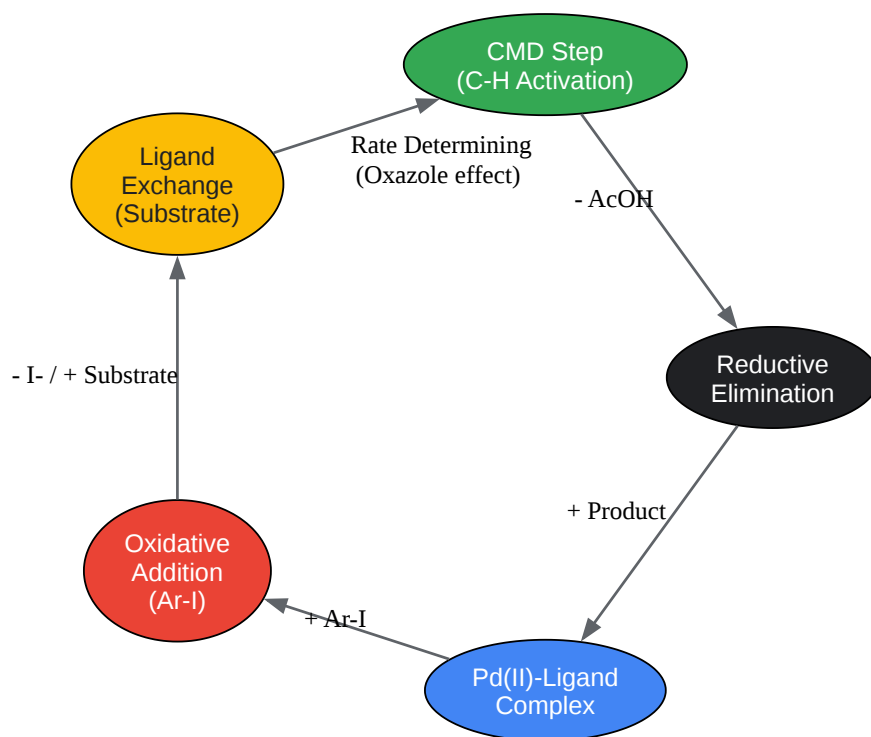 CMD Step
(C-H Activation)
Ligand
Exchange
(Substrate)
Rate Determining
(Oxazole effect)
- AcOH
- I- / + Substrate
Reductive
Elimination
+ Product
Oxidative
Addition
(Ar-I)
+ Ar-I
Pd(II)-Ligand
Complex